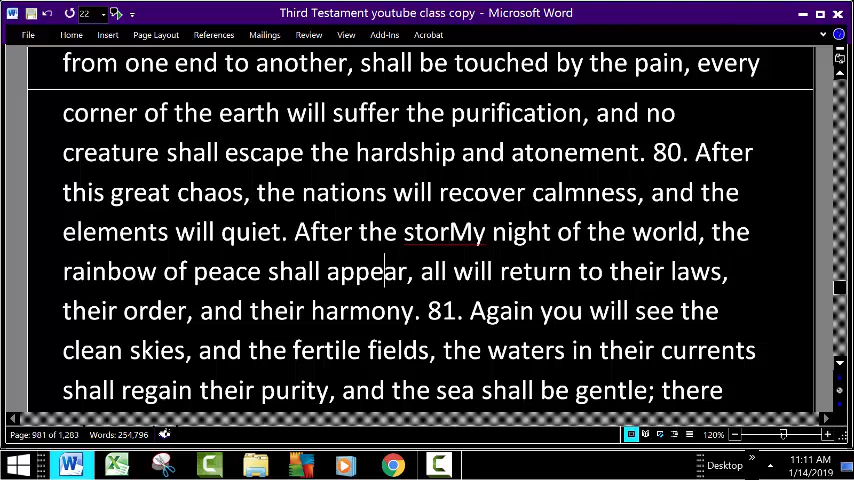 22
Third Testament youtube class copy - Microsoft Word
File Home Insert Page Layout References Mailings Review View Add-Ins Acrobat
from one end to another, shall be touched by the pain, every
corner of the earth will suffer the purification, and no
creature shall escape the hardship and atonement. 80. After
this great chaos, the nations will recover calmness, and the
elements will quiet. After the storMy night of the world, the
rainbow of peace shall appear, all will return to their laws,
their order, and their harmony. 81. Again you will see the
clean skies, and the fertile fields, the waters in their currents
shall regain their purity, and the sea shall be gentle; there
Page: 981 of 1,283 Words: 254,796 120%
Desktop 11:11 AM
1/14/2019